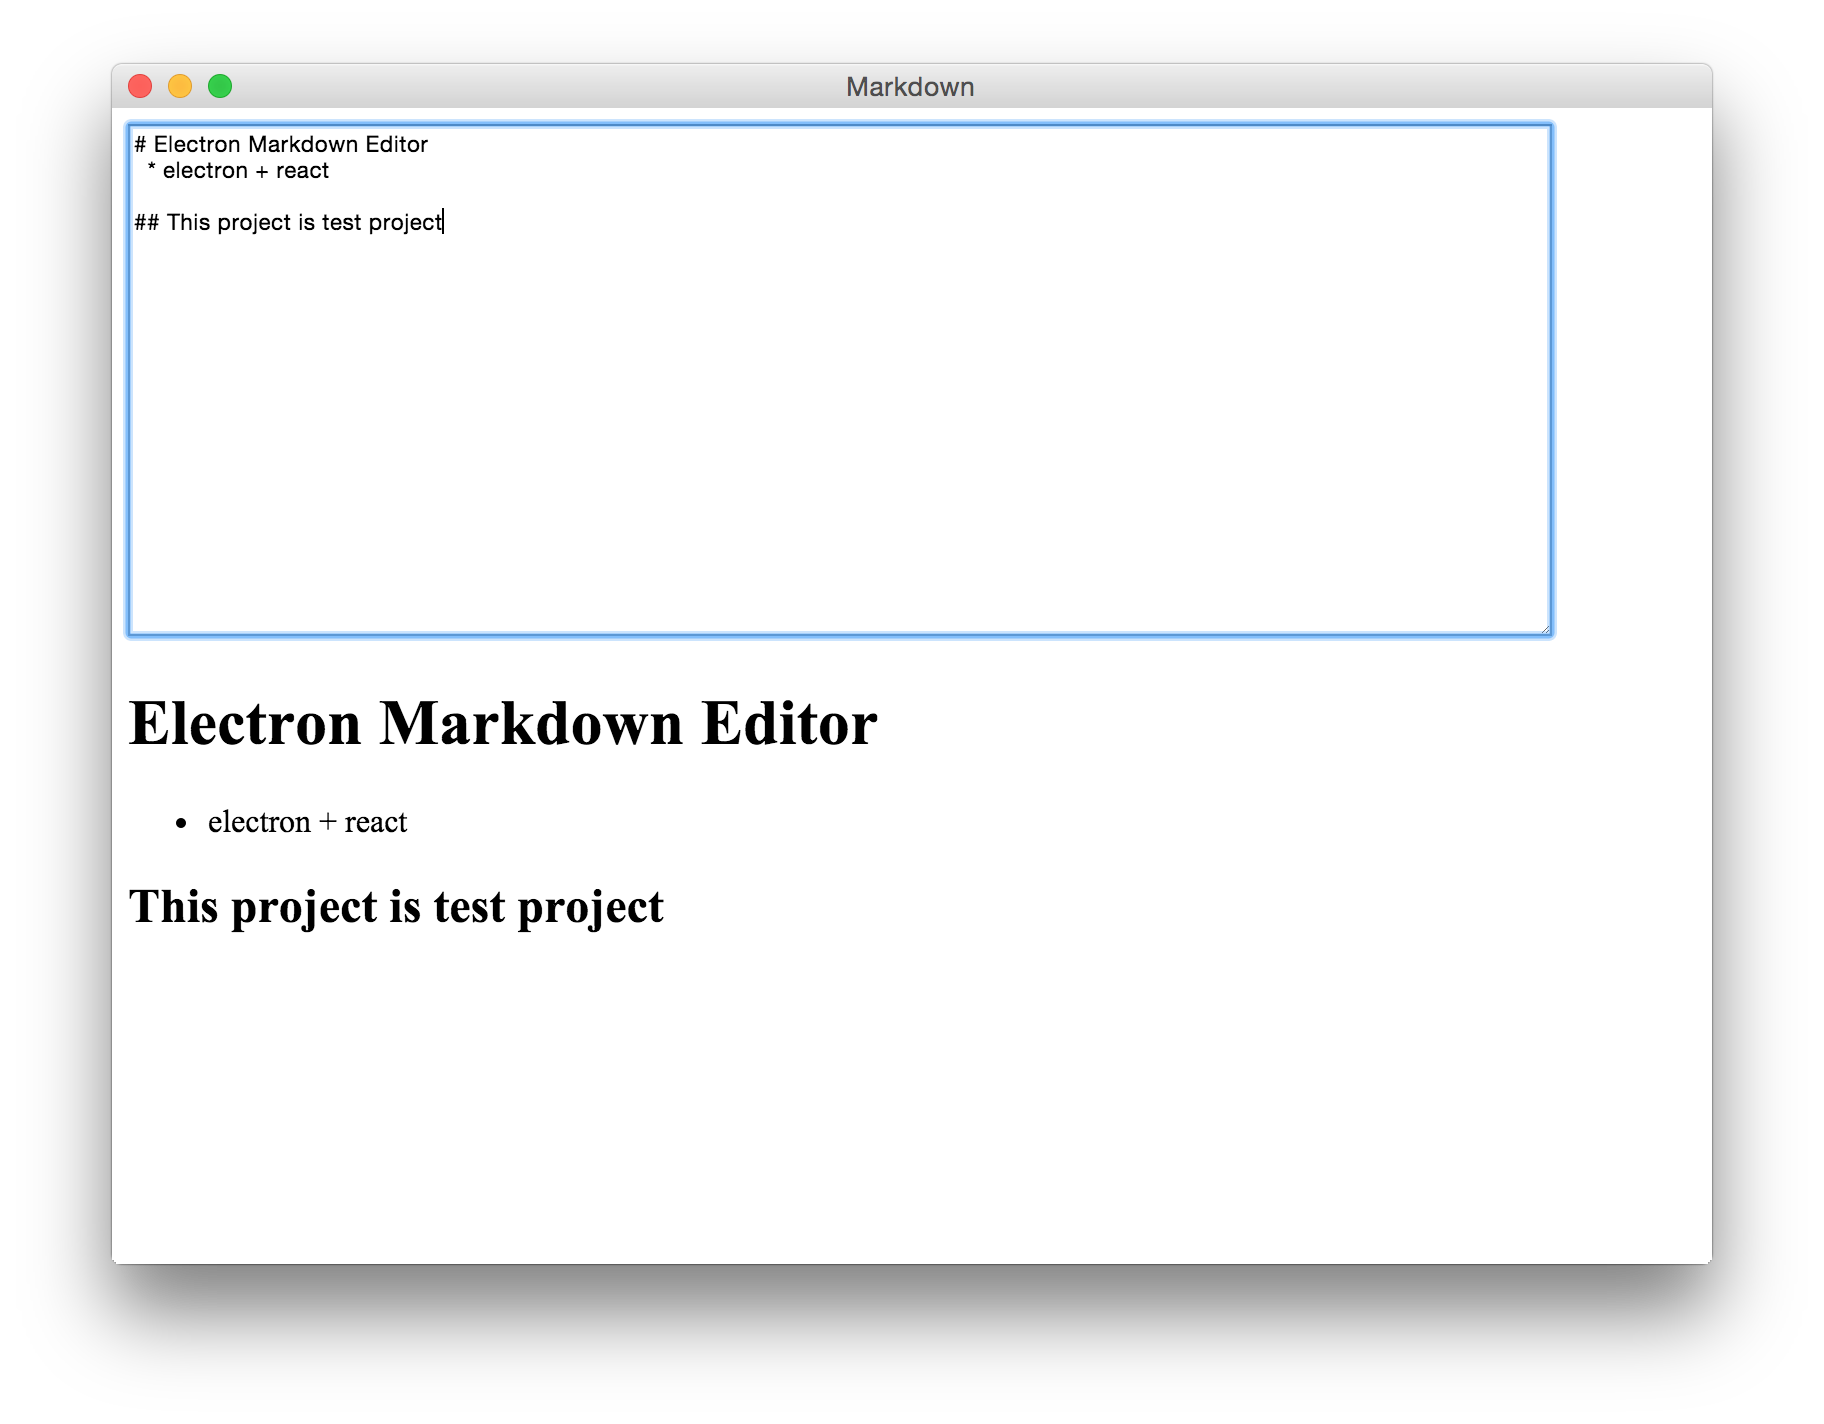 Markdown
# Electron Markdown Editor
  * electron + react

## This project is test project
Electron Markdown Editor
• electron + react
This project is test project